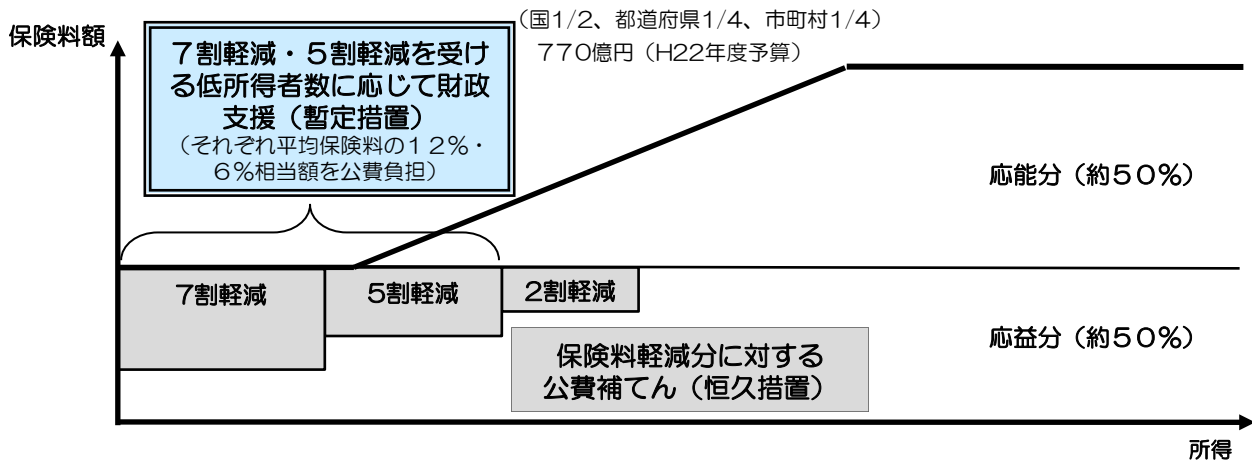 保険料額
（国1/2、都道府県1/4、市町村1/4）
770億円（H22年度予算）
7割軽減・5割軽減を受け
る低所得者数に応じて財政
支援（暫定措置）
（それぞれ平均保険料の１２％・
６％相当額を公費負担）
応能分（約５０％）
7割軽減
5割軽減
2割軽減
保険料軽減分に対する
公費補てん（恒久措置）
応益分（約５０％）
所得